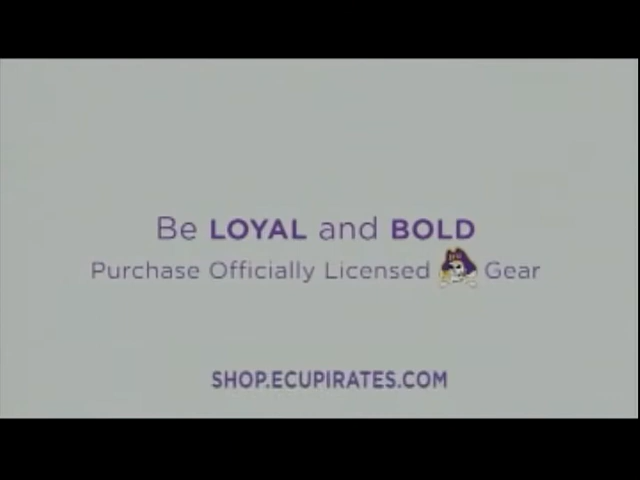 Be LOYAL and BOLD
Purchase Officially Licensed Gear
SHOP.ECUPIRATES.COM